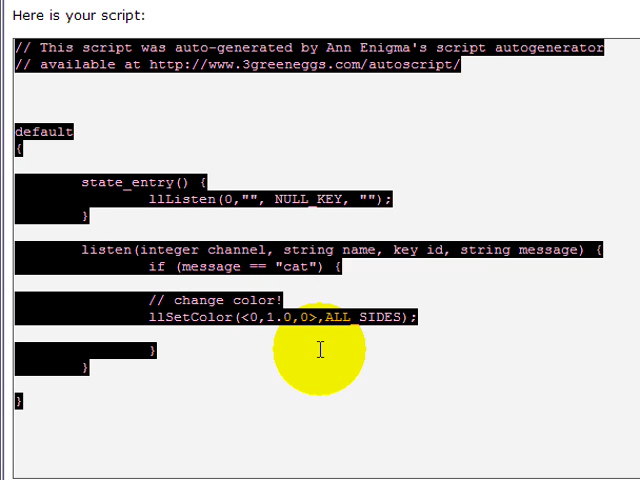 Here is your script:
// This script was auto-generated by Ann Enigma's script autogenerator
// available at http://www.3greeneggs.com/autoscript/
default
{
state_entry() {
llListen(0,"", NULL_KEY, "");
}
listen(integer channel, string name, key id, string message) {
if (message == "cat") {
// change color!
llSetColor(<0,1.0,0>,ALL_SIDES);
}
}
}